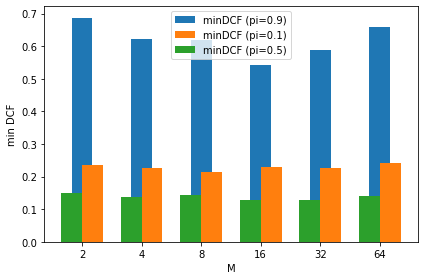 0.7
0.6
0.5
0.4
0.3
0.2
0.1
0.0
min DCF
minDCF (pi=0.9)
minDCF (pi=0.1)
minDCF (pi=0.5)
2 4 8 16 32 64
M